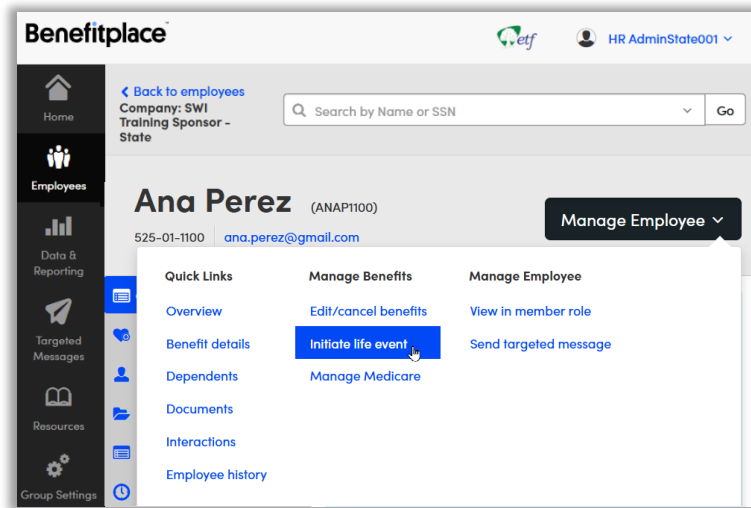 Benefitplace
etf
HR AdminState001
Home
Employees
Data &
Reporting
Targeted
Messages
Resources
Group Settings
Back to employees
Company: SWI
Training Sponsor -
State
Search by Name or SSN
Go
Ana Perez (ANAP1100)
525-01-1100 ana.perez@gmail.com
Manage Employee
Quick Links
Overview
Benefit details
Dependents
Documents
Interactions
Employee history
Manage Benefits
Edit/cancel benefits
Initiate life event
Manage Medicare
Manage Employee
View in member role
Send targeted message